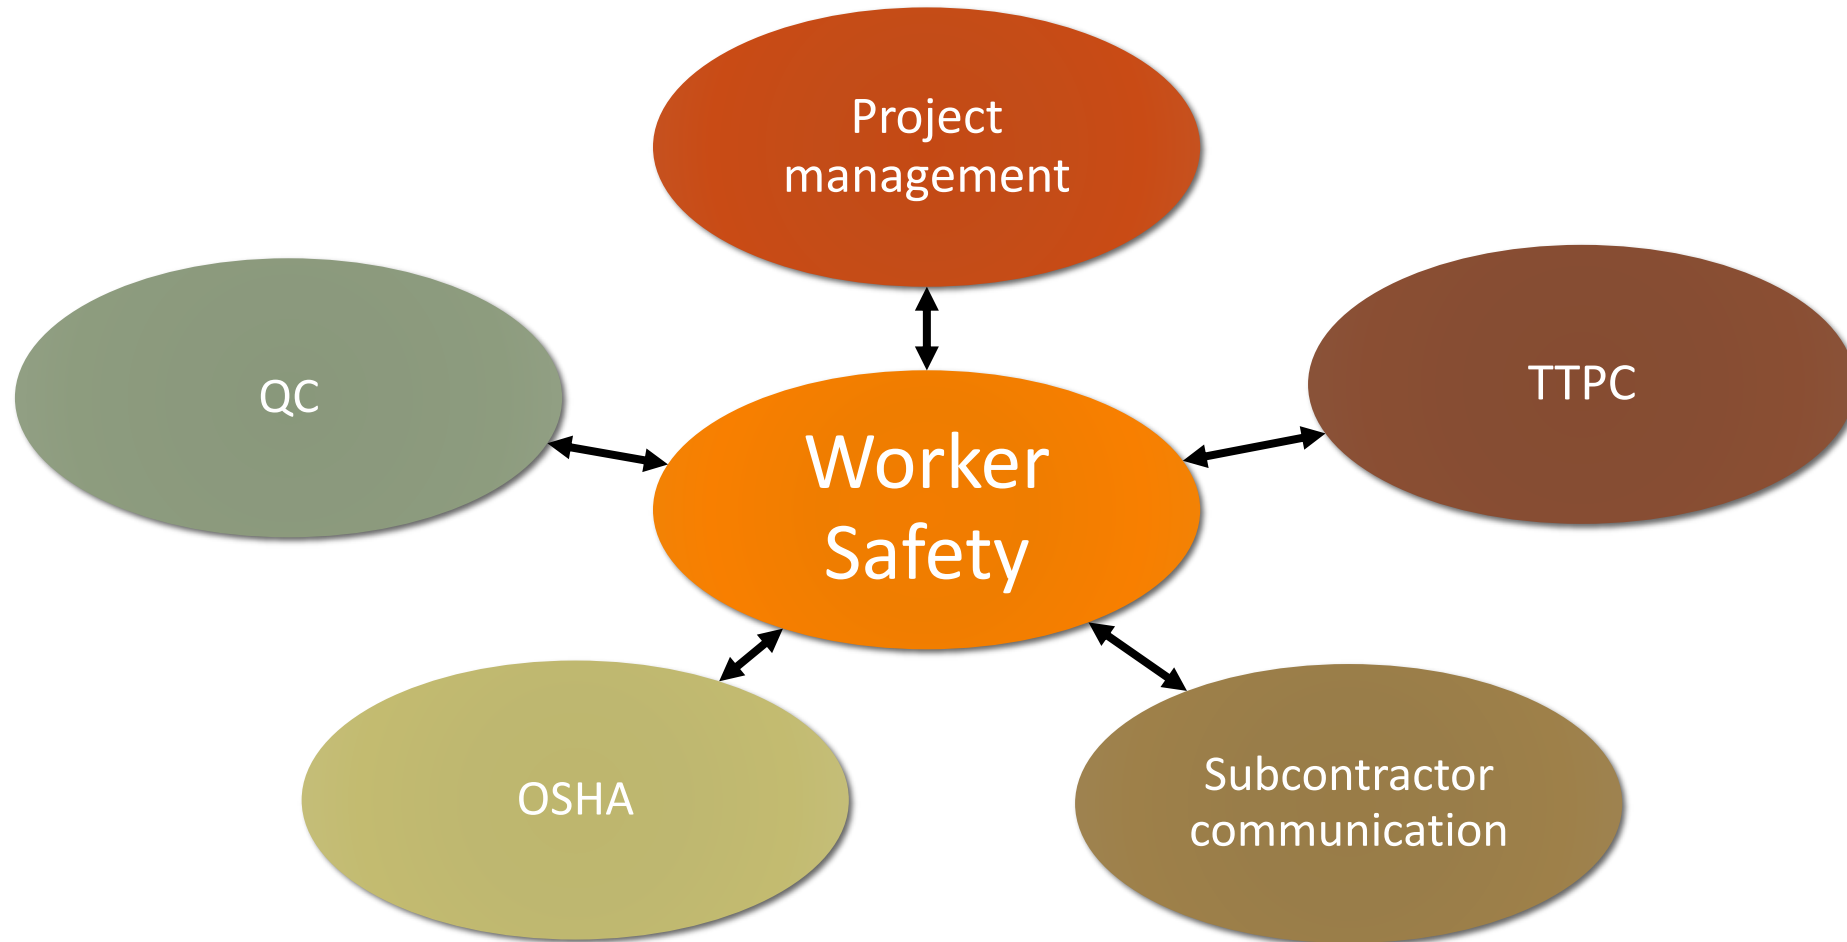 Project
management
QC
TTPC
Worker
Safety
OSHA
Subcontractor
communication